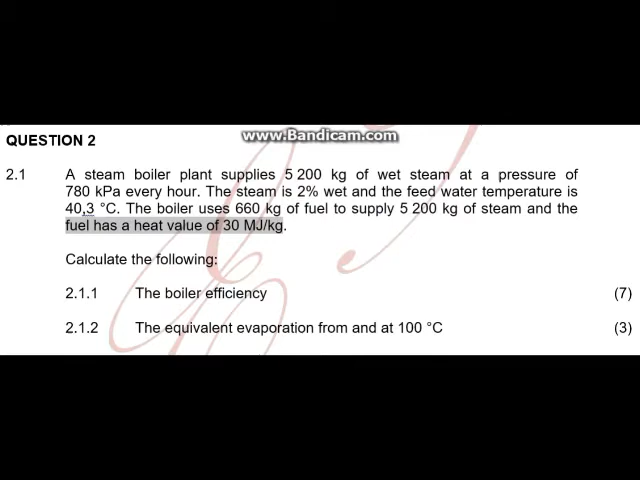 www.Bandicam.com
QUESTION 2
2.1 A steam boiler plant supplies 5 200 kg of wet steam at a pressure of
780 kPa every hour. The steam is 2% wet and the feed water temperature is
40,3 °C. The boiler uses 660 kg of fuel to supply 5 200 kg of steam and the
fuel has a heat value of 30 MJ/kg.
Calculate the following:
2.1.1 The boiler efficiency (7)
2.1.2 The equivalent evaporation from and at 100 °C (3)